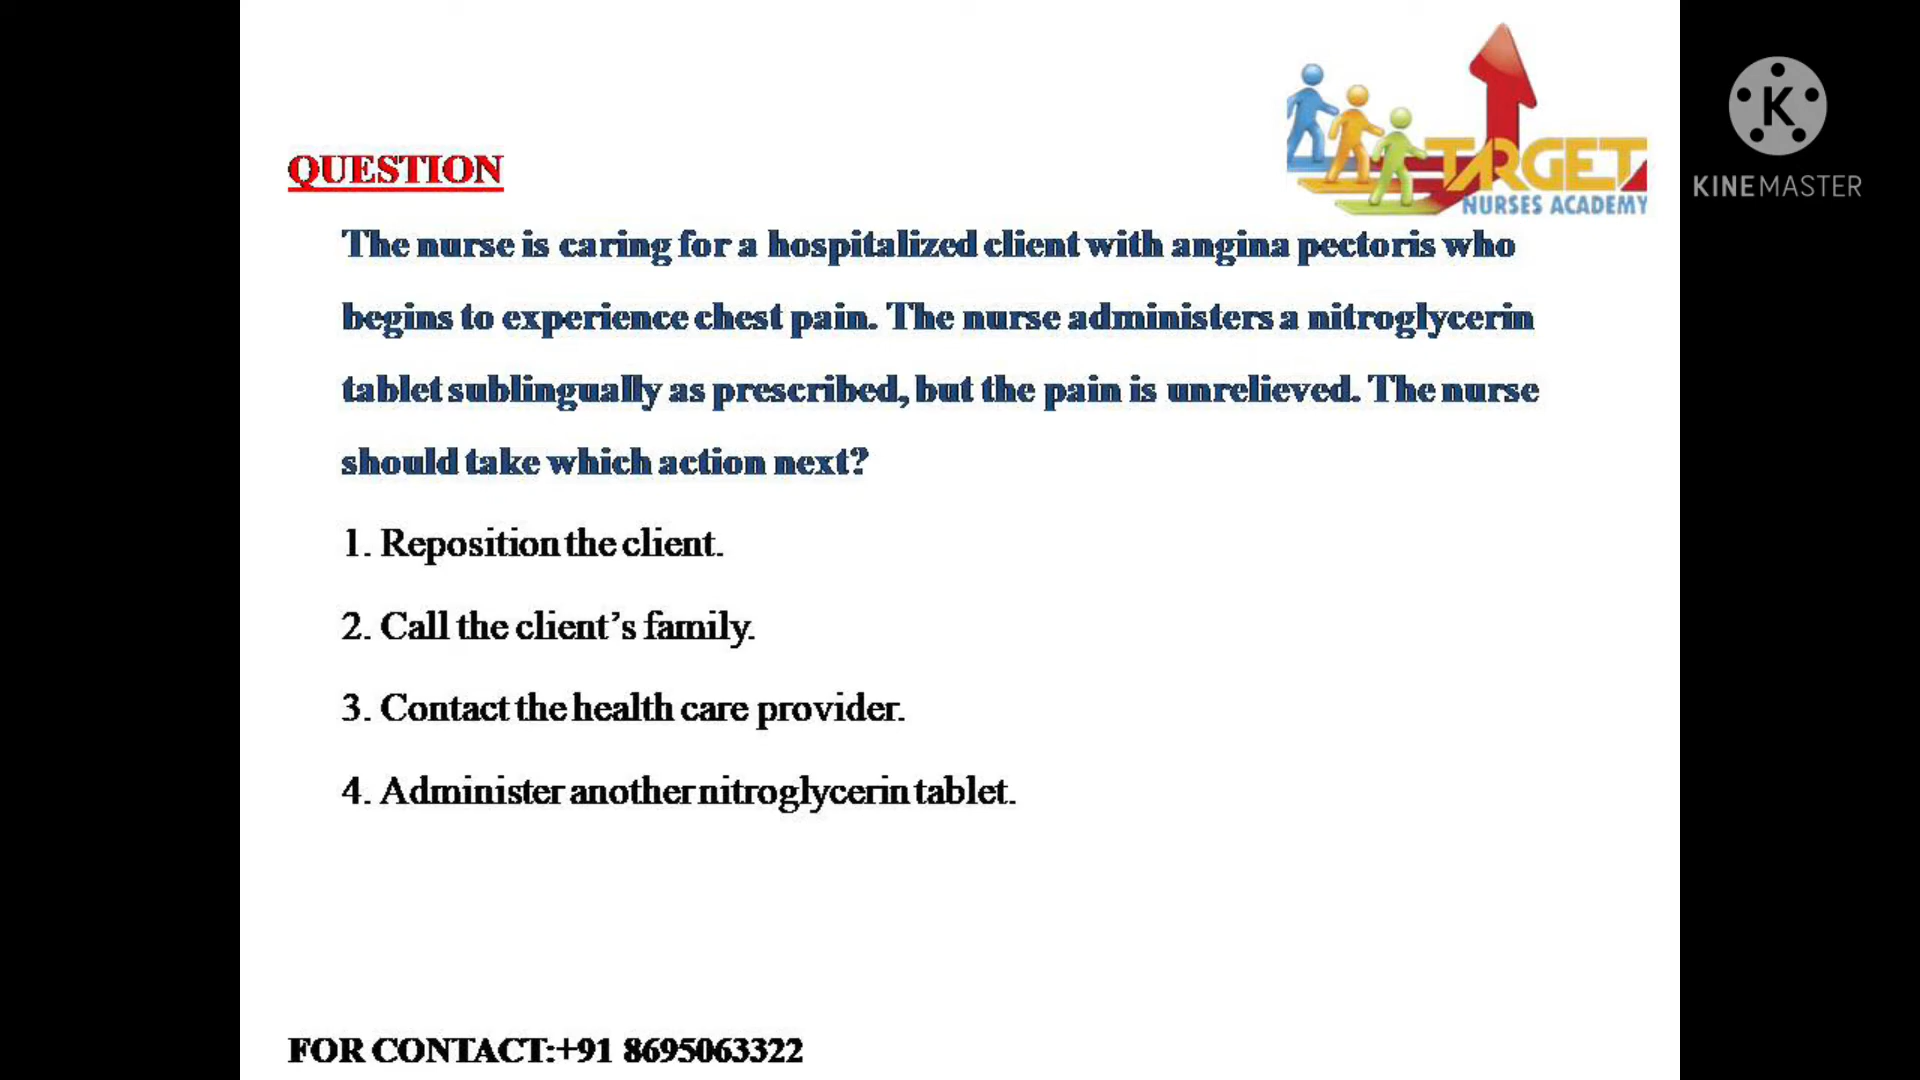 TARGET
NURSES ACADEMY
K
KINEMASTER
QUESTION
The nurse is caring for a hospitalized client with angina pectoris who
begins to experience chest pain. The nurse administers a nitroglycerin
tablet sublingually as prescribed, but the pain is unrelieved. The nurse
should take which action next?
1. Reposition the client.
2. Call the client’s family.
3. Contact the health care provider.
4. Administer another nitroglycerin tablet.
FOR CONTACT:+91 8695063322